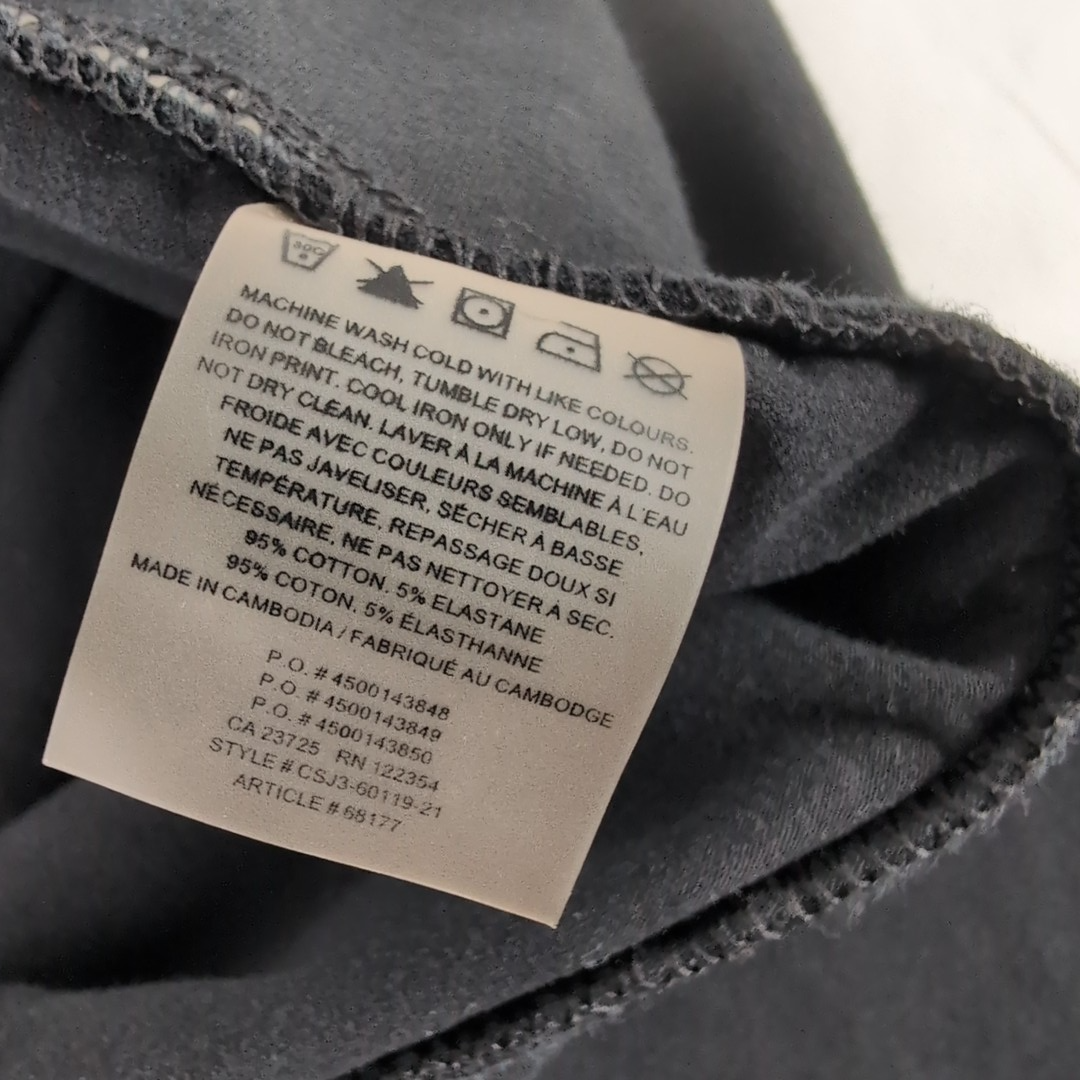 30C
MACHINE WASH COLD WITH LIKE COLOURS.
DO NOT BLEACH, TUMBLE DRY LOW, DO NOT
IRON PRINT. COOL IRON ONLY IF NEEDED. DO
NOT DRY CLEAN. LAVER À LA MACHINE À L'EAU
FROIDE AVEC COULEURS SEMBLABLES,
NE PAS JAVELISER, SÉCHER À BASSE
TEMPÉRATURE, REPASSAGE DOUX SI
NÉCESSAIRE, NE PAS NETTOYER À SEC.
95% COTTON. 5% ELASTANE
95% COTON. 5% ÉLASTHANNE
MADE IN CAMBODIA / FABRIQUÉ AU CAMBODGE
P.O. # 4500143848
P.O. # 4500143849
P.O. # 4500143850
CA 23725 RN 122354
STYLE # CSJ3-60119-21
ARTICLE # 68177